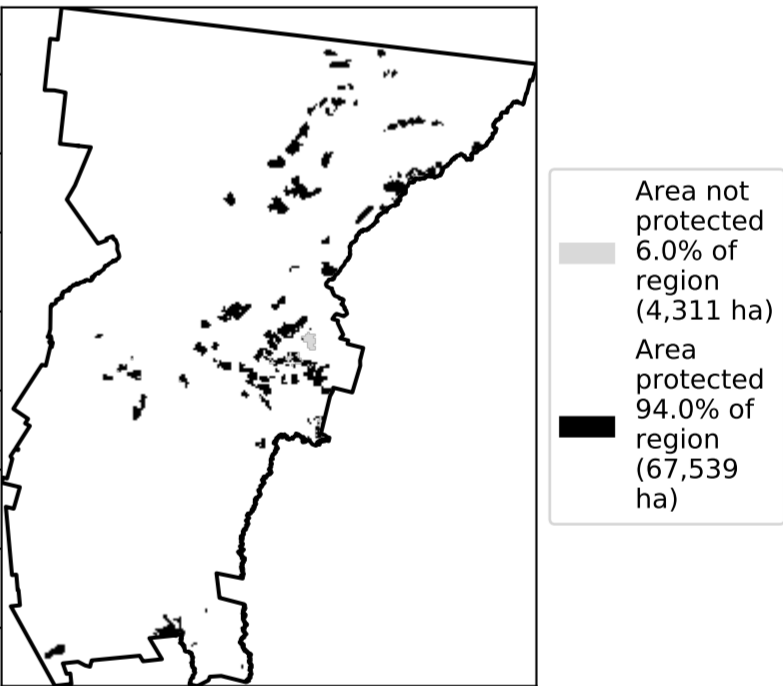 Area not
protected
6.0% of
region
(4,311 ha)
Area
protected
94.0% of
region
(67,539
ha)